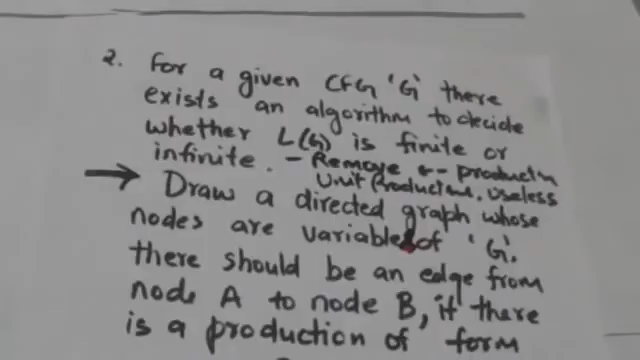 2. For a given CFG 'G' there
exists an algorithm to decide
whether L(G) is finite or
infinite. - Remove ε- production
Unit Production, useless
Draw a directed graph whose
nodes are variables of 'G'.
there should be an edge from
node A to node B, if there
is a production of form